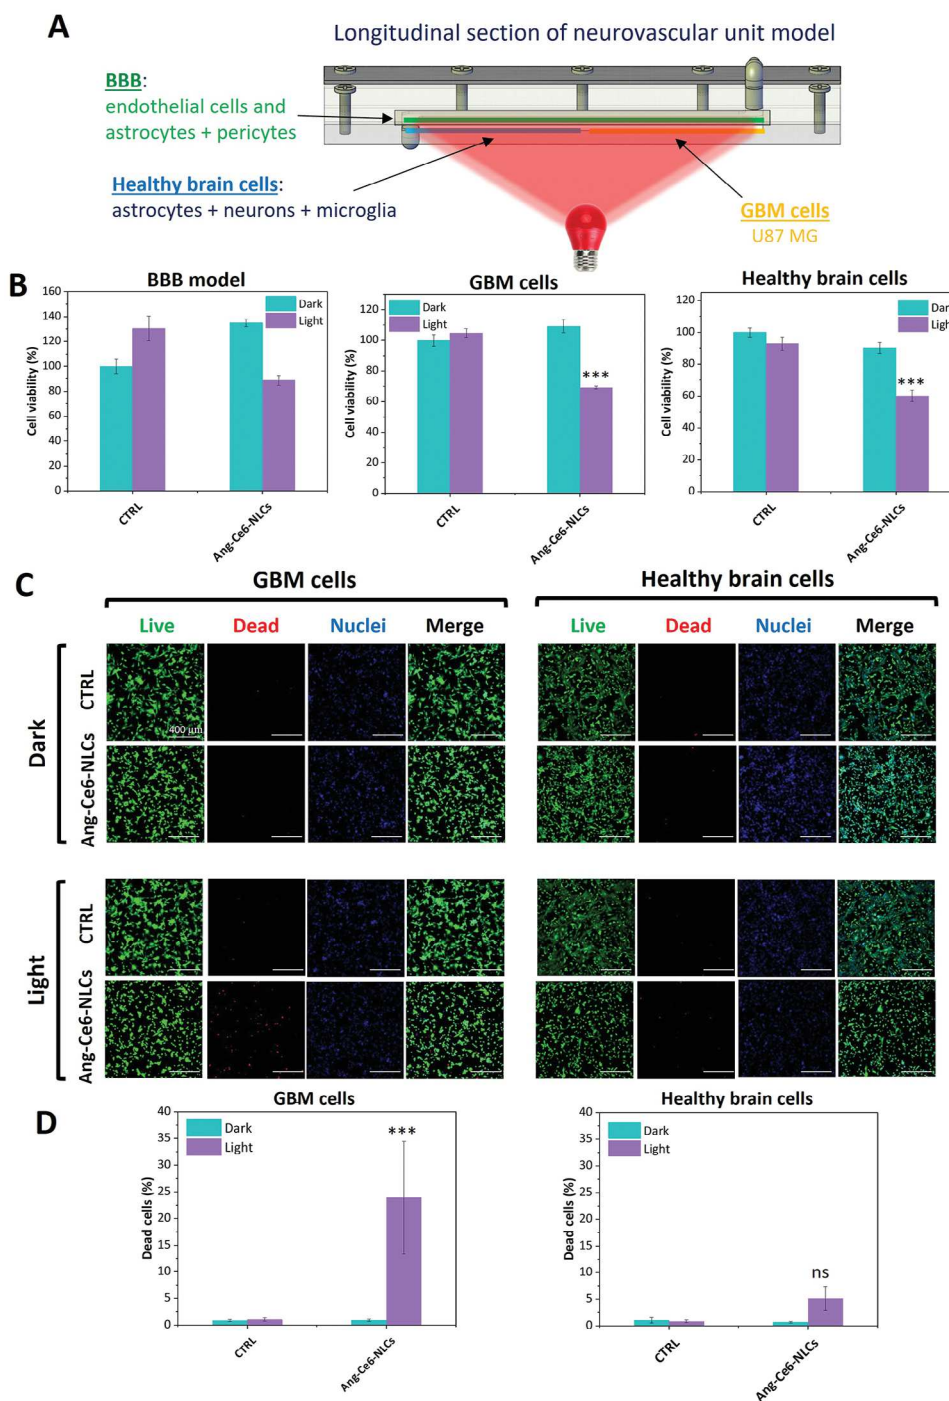 A
Longitudinal section of neurovascular unit model
BBB:
endothelial cells and
astrocytes + pericytes
Healthy brain cells:
astrocytes + neurons + microglia
GBM cells
U87 MG
B
BBB model
Cell viability (%)
160
140
120
100
80
60
40
20
0
Dark
Light
CTRL
Ang-Ce6-NLCs
GBM cells
Cell viability (%)
120
100
80
60
40
20
0
Dark
Light
***
CTRL
Ang-Ce6-NLCs
Healthy brain cells
Cell viability (%)
120
100
80
60
40
20
0
Dark
Light
***
CTRL
Ang-Ce6-NLCs
C
GBM cells
Healthy brain cells
Live Dead Nuclei Merge
Live Dead Nuclei Merge
Dark
CTRL
400 µm
Ang-Ce6-NLCs
Light
CTRL
Ang-Ce6-NLCs
D
GBM cells
Dead cells (%)
40
35
30
25
20
15
10
5
0
Dark
Light
***
CTRL
Ang-Ce6-NLCs
Healthy brain cells
Dead cells (%)
40
35
30
25
20
15
10
5
0
Dark
Light
ns
CTRL
Ang-Ce6-NLCs